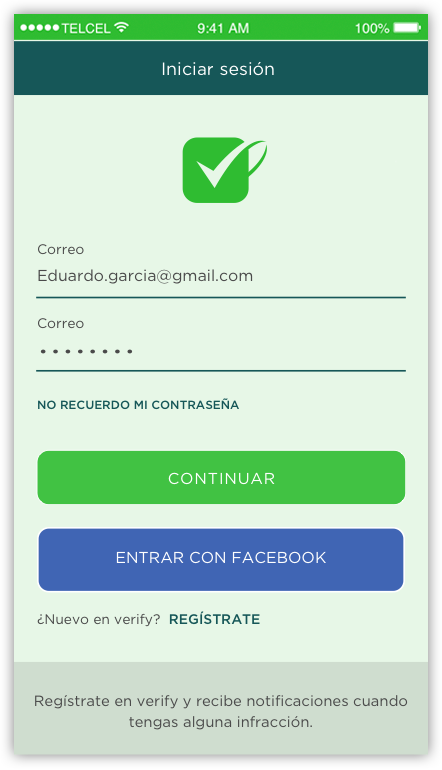 TELCEL 9:41 AM 100%
Iniciar sesión
Correo
Eduardo.garcia@gmail.com
Correo
••••••••
NO RECUERDO MI CONTRASEÑA
CONTINUAR
ENTRAR CON FACEBOOK
¿Nuevo en verify? REGÍSTRATE
Regístrate en verify y recibe notificaciones cuando
tengas alguna infracción.